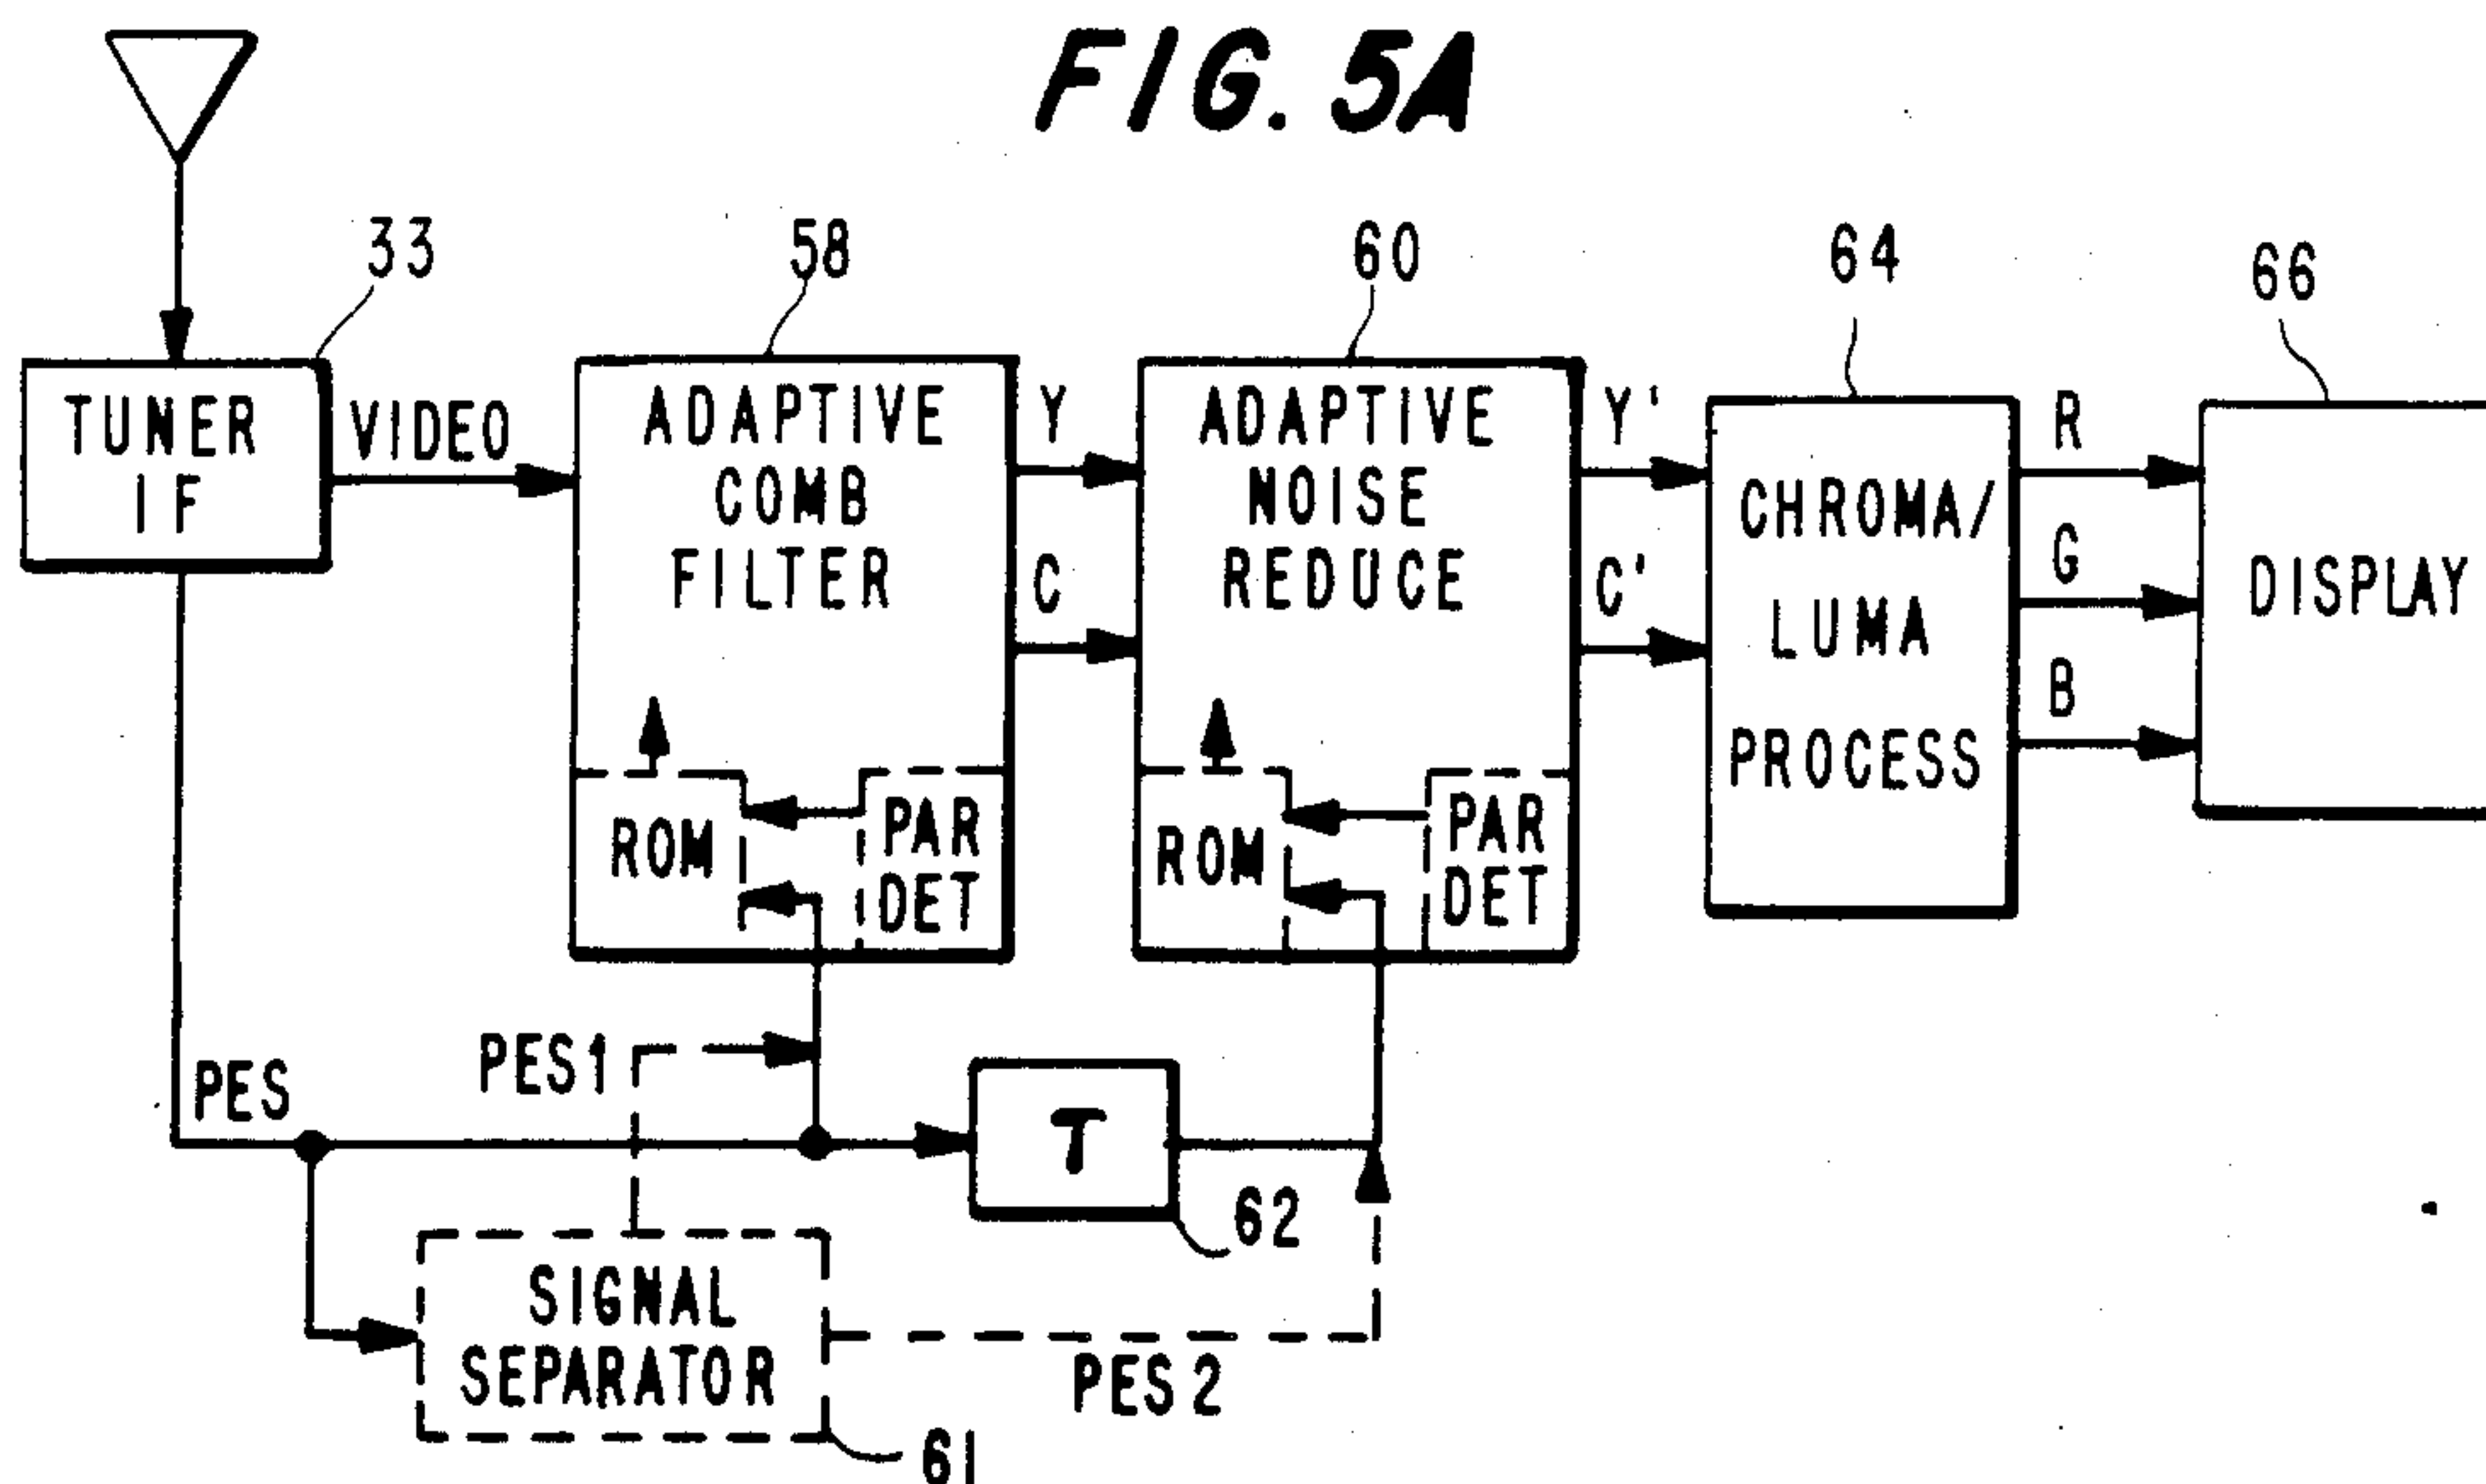 FIG. 5A
33
58
60
64
66
TUNER
IF
VIDEO
ADAPTIVE
COMB
FILTER
Y
C
ADAPTIVE
NOISE
REDUCE
Y'
C'
CHROMA/
LUMA
PROCESS
R
G
B
DISPLAY
ROM
PAR
DET
ROM
PAR
DET
PES
PES1
T
62
SIGNAL
SEPARATOR
PES2
61